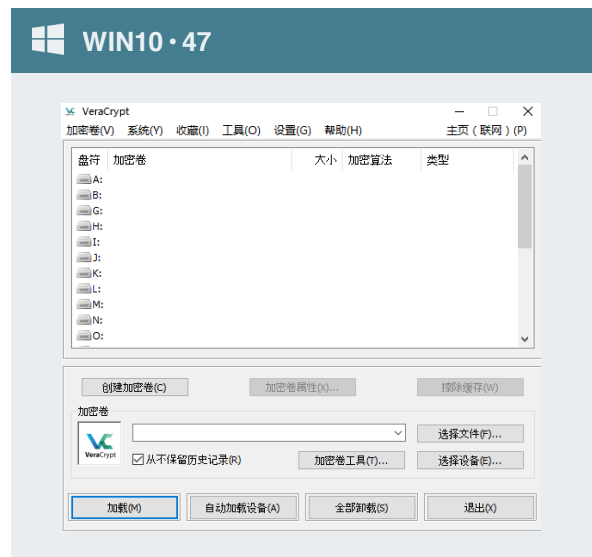 WIN10 · 47
VeraCrypt
加密卷(V) 系统(Y) 收藏(I) 工具(O) 设置(G) 帮助(H) 主页 ( 联网 ) (P)
盘符 加密卷 大小 加密算法 类型
A:
B:
G:
H:
I:
J:
K:
L:
M:
N:
O:
创建加密卷(C) 加密卷属性(X)... 擦除缓存(W)
加密卷
选择文件(F)...
VeraCrypt
从不保留历史记录(R) 加密卷工具(T)... 选择设备(E)...
加载(M) 自动加载设备(A) 全部卸载(S) 退出(X)